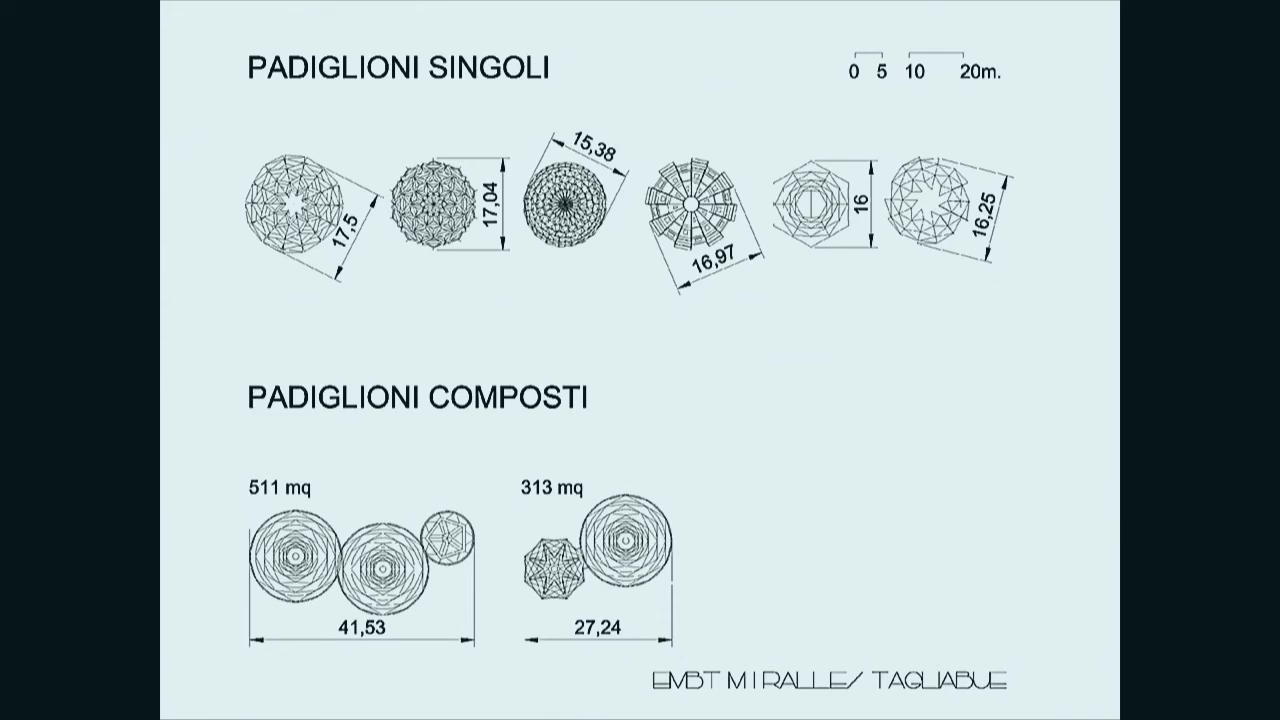 PADIGLIONI SINGOLI
0 5 10 20m.
17,5
17,04
15,38
16,97
16
16,25
PADIGLIONI COMPOSTI
511 mq
313 mq
41,53
27,24
EMBT MIRALLES TAGLIABUE